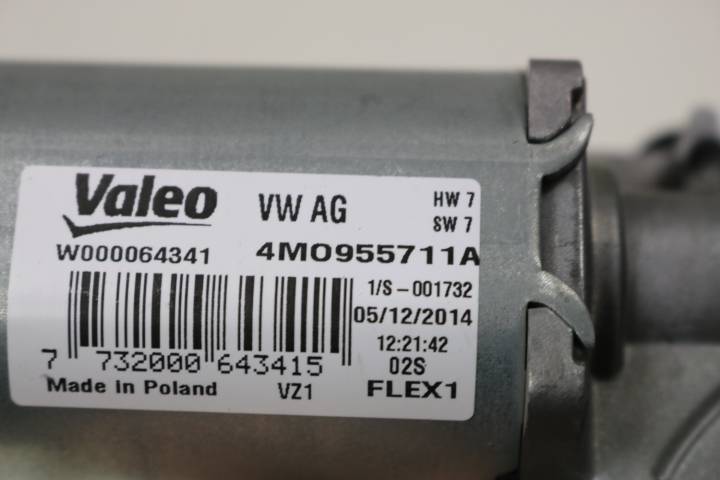 Valeo VW AG HW 7
SW 7
W000064341 4M0955711A
1/S-001732
05/12/2014
12:21:42
7 732000 643415 02S
Made in Poland VZ1 FLEX1